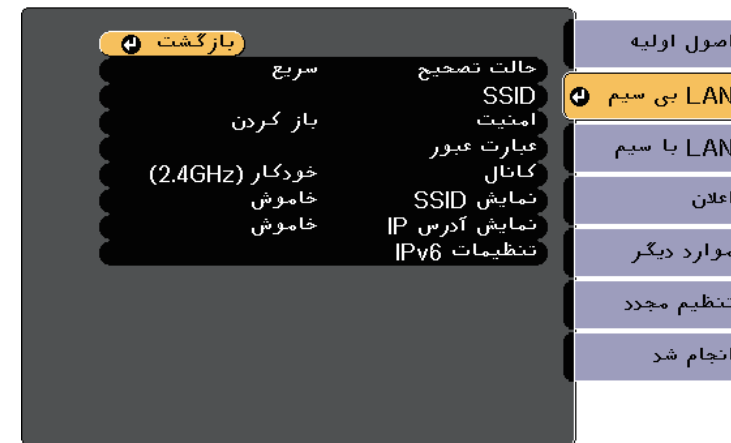 بازگشت
حالت تصحیح سریع
SSID
امنیت باز کردن
عبارت عبور
کانال خودکار (2.4GHz)
نمایش SSID خاموش
نمایش آدرس IP خاموش
تنظیمات IPv6
اصول اولیه
LAN بی سیم
LAN با سیم
اعلان
موارد دیگر
تنظیم مجدد
انجام شد